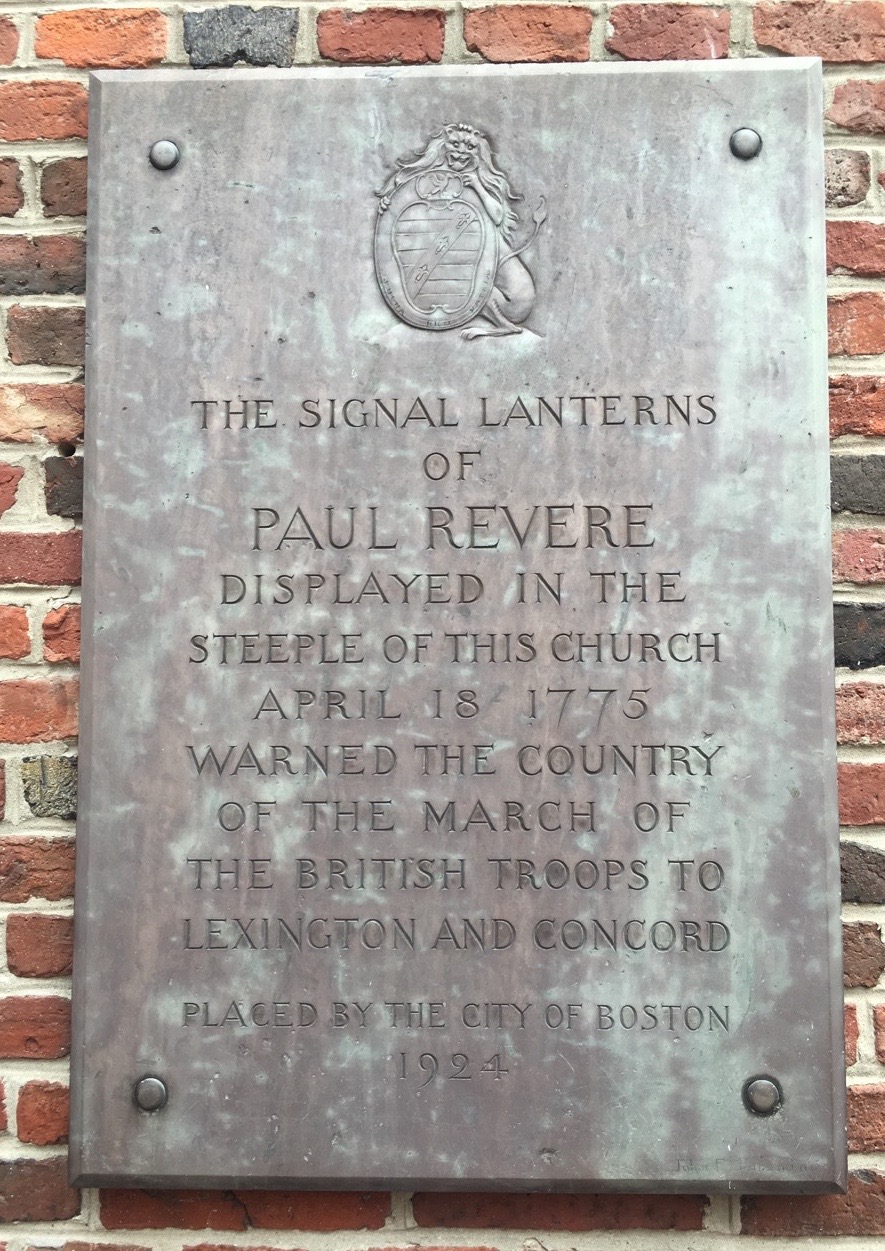 THE SIGNAL LANTERNS
OF
PAUL REVERE
DISPLAYED IN THE
STEEPLE OF THIS CHURCH
APRIL 18 1775
WARNED THE COUNTRY
OF THE MARCH OF
THE BRITISH TROOPS TO
LEXINGTON AND CONCORD
PLACED BY THE CITY OF BOSTON
1924